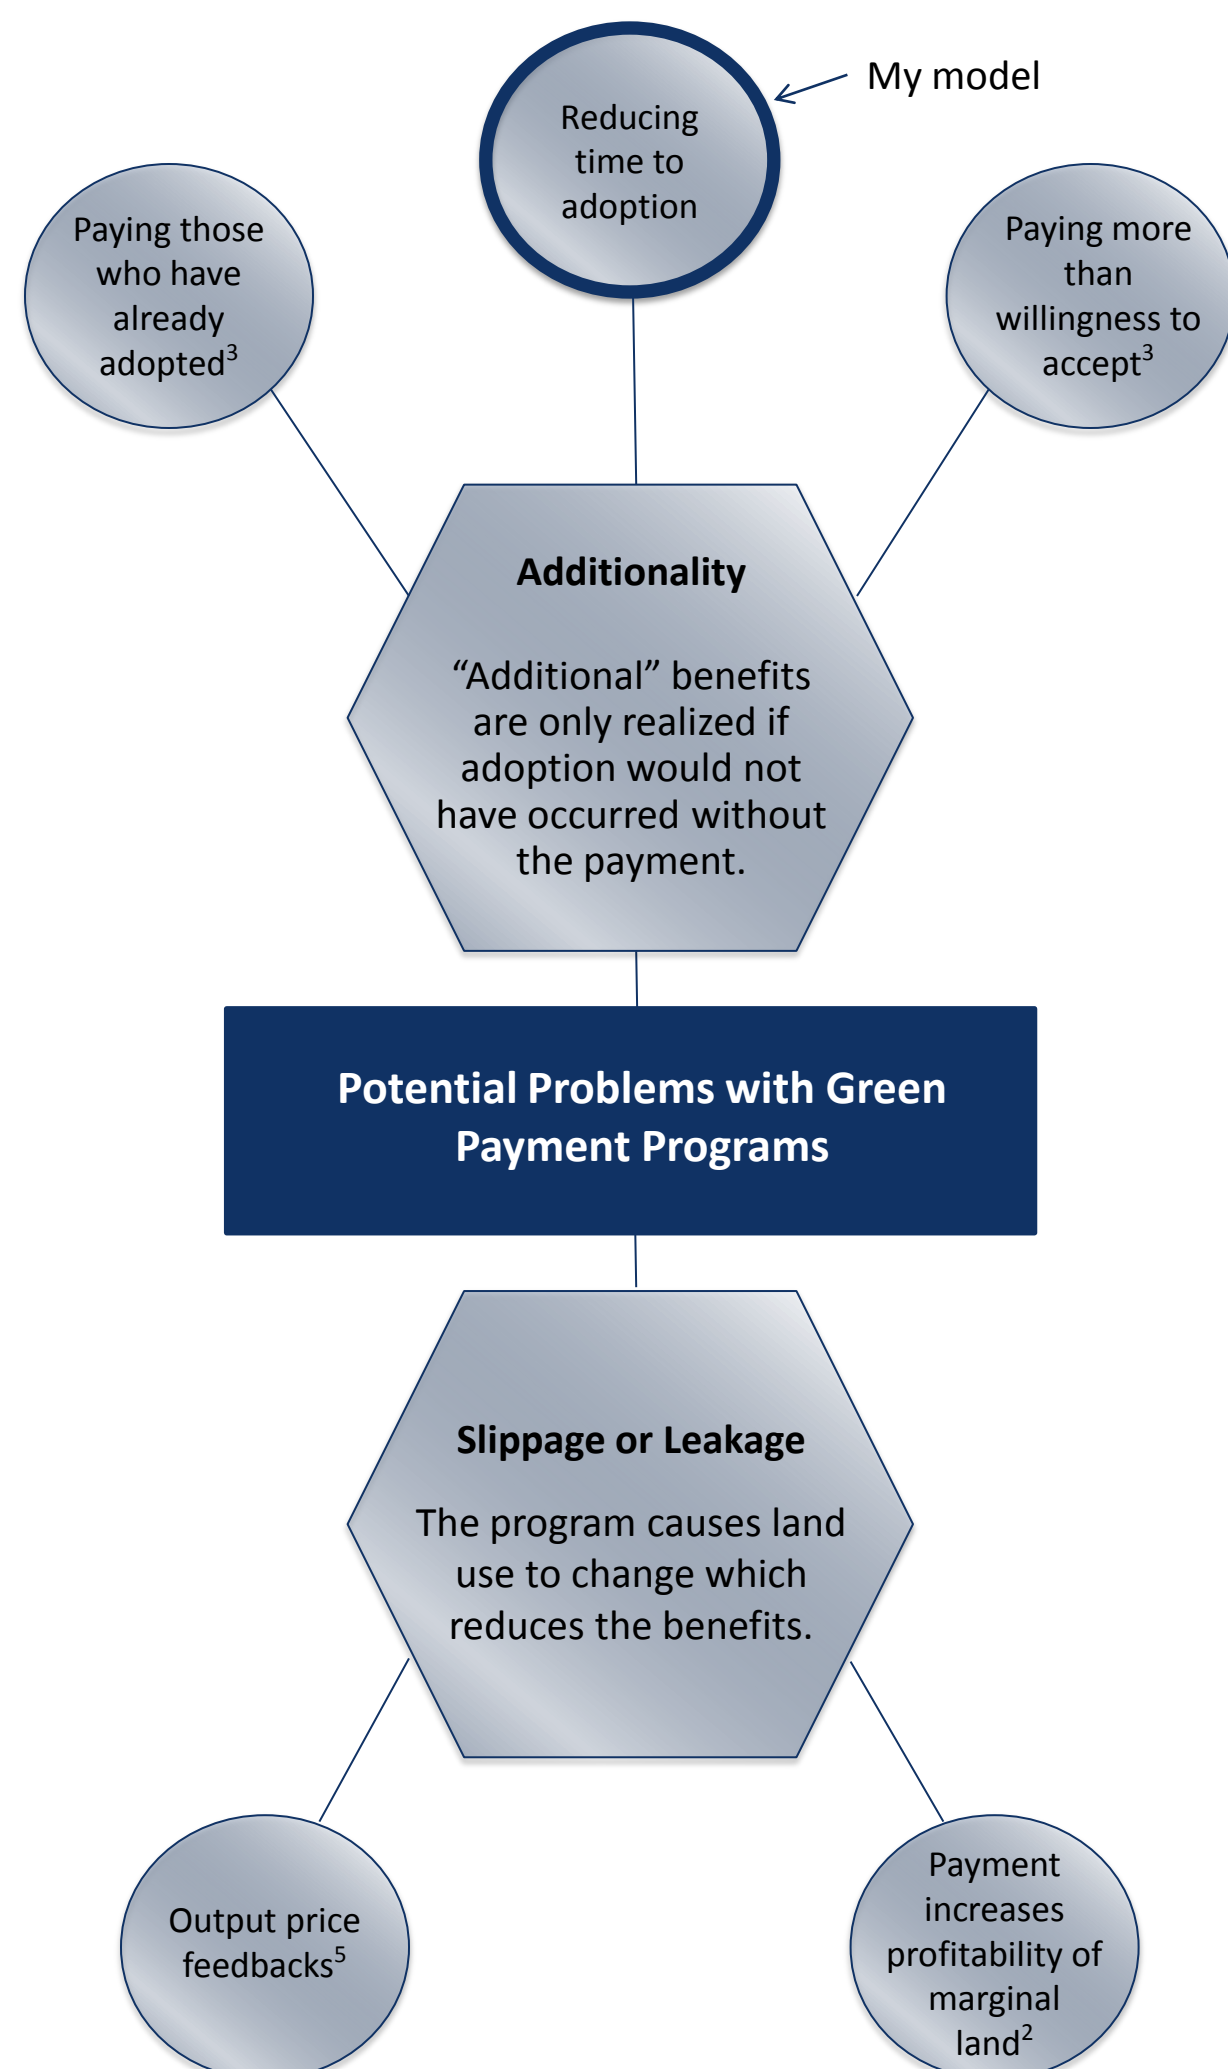 My model
Reducing
time to
adoption
Paying those
who have
already
adopted³
Paying more
than
willingness to
accept³
Additionality
“Additional” benefits
are only realized if
adoption would not
have occurred without
the payment.
Potential Problems with Green
Payment Programs
Slippage or Leakage
The program causes land
use to change which
reduces the benefits.
Output price
feedbacks⁵
Payment
increases
profitability of
marginal
land²